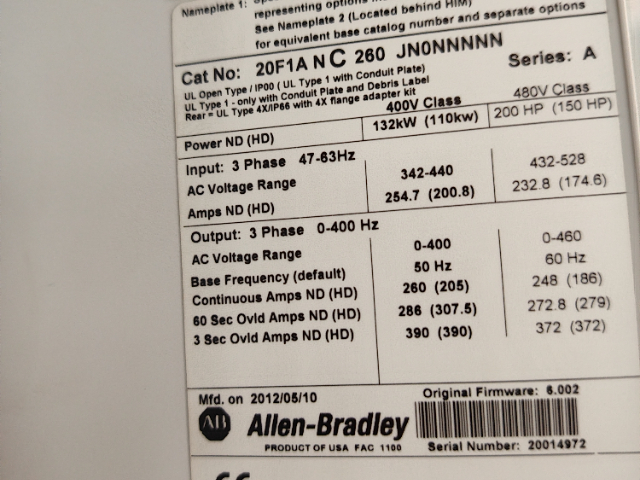 Nameplate 1:
representing options in
See Nameplate 2 (Located behind HIM)
for equivalent base catalog number and separate options
Cat No: 20F1A N C 260 JN0NNNNN Series: A
UL Open Type / IP00 ( UL Type 1 with Conduit Plate)
UL Type 1 - only with Conduit Plate and Debris Label
Rear = UL Type 4X/IP66 with 4X flange adapter kit
400V Class 480V Class
Power ND (HD) 132kW (110kw) 200 HP (150 HP)
Input: 3 Phase 47-63Hz
AC Voltage Range 342-440 432-528
Amps ND (HD) 254.7 (200.8) 232.8 (174.6)
Output: 3 Phase 0-400 Hz
AC Voltage Range 0-400 0-460
Base Frequency (default) 50 Hz 60 Hz
Continuous Amps ND (HD) 260 (205) 248 (186)
60 Sec Ovld Amps ND (HD) 286 (307.5) 272.8 (279)
3 Sec Ovld Amps ND (HD) 390 (390) 372 (372)
Mfd. on 2012/05/10 Original Firmware: 6.002
AB Allen-Bradley
PRODUCT OF USA FAC 1100 Serial Number: 20014972